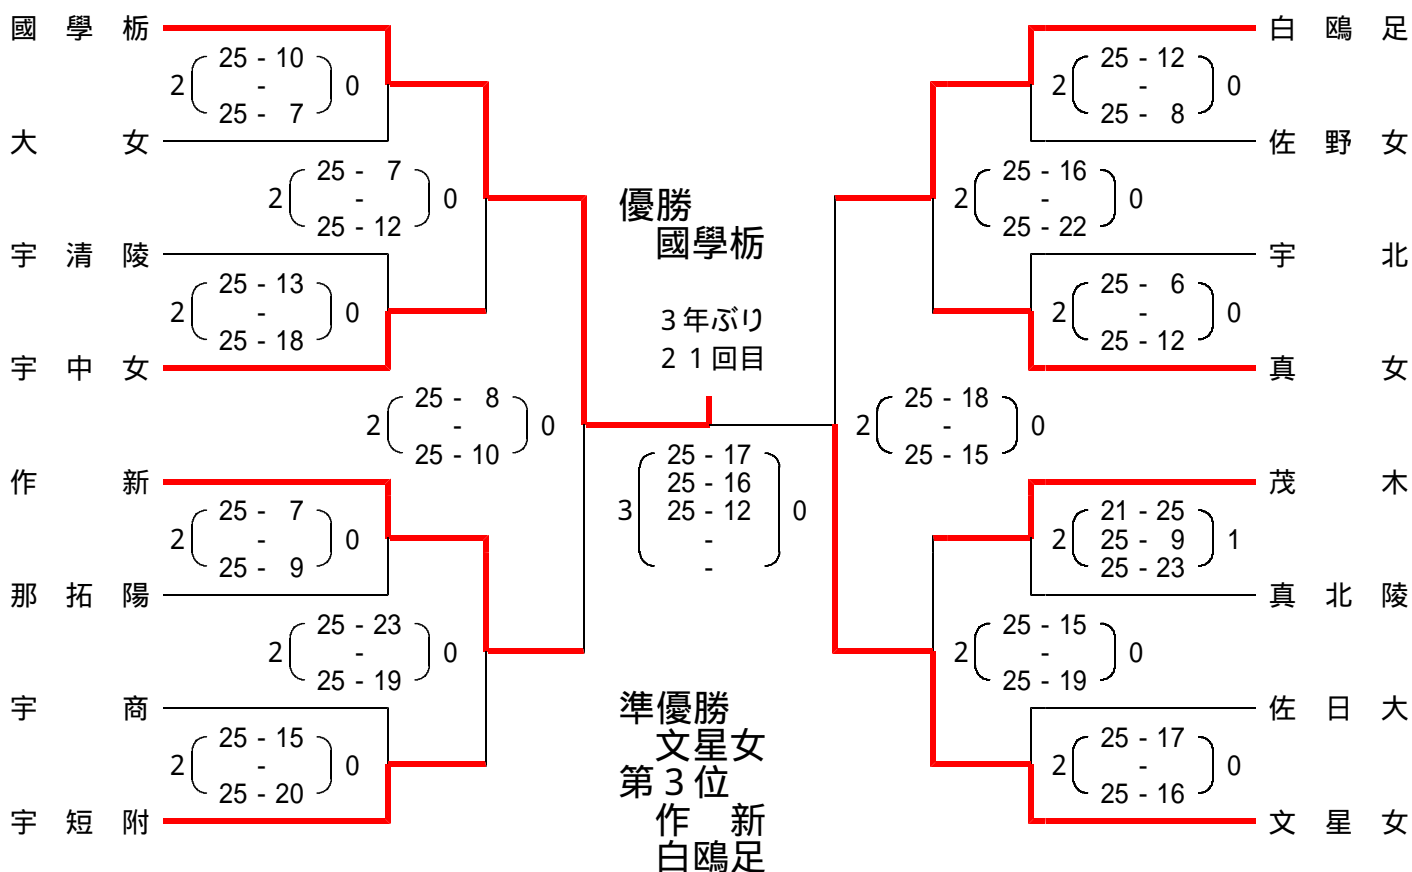 國學栃
25 - 10
2 - 0
25 - 7
大女
25 - 7
2 - 0
25 - 12
宇清陵
25 - 13
2 - 0
25 - 18
宇中女
25 - 8
2 - 0
25 - 10
作新
25 - 7
2 - 0
25 - 9
那拓陽
25 - 23
2 - 0
25 - 19
宇商
25 - 15
2 - 0
25 - 20
宇短附
優勝
國學栃
3年ぶり
21回目
25 - 17
25 - 16
3 25 - 12 0
-
-
準優勝
文星女
第3位
作新
白鴎足
白鴎足
25 - 12
2 - 0
25 - 8
佐野女
25 - 16
2 - 0
25 - 22
宇北
25 - 6
2 - 0
25 - 12
真女
25 - 18
2 - 0
25 - 15
茂木
21 - 25
2 25 - 9 1
25 - 23
真北陵
25 - 15
2 - 0
25 - 19
佐日大
25 - 17
2 - 0
25 - 16
文星女